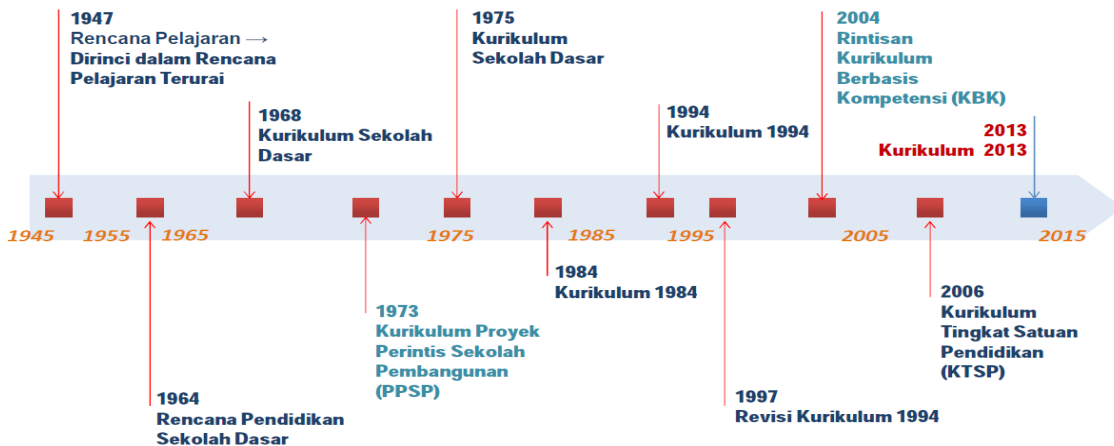 1947
Rencana Pelajaran →
Dirinci dalam Rencana
Pelajaran Terurai
1975
Kurikulum
Sekolah Dasar
2004
Rintisan
Kurikulum
Berbasis
Kompetensi (KBK)
1968
Kurikulum Sekolah
Dasar
1994
Kurikulum 1994
2013
Kurikulum 2013
1945
1955
1965
1975
1985
1995
2005
2015
1984
Kurikulum 1984
1973
Kurikulum Proyek
Perintis Sekolah
Pembangunan
(PPSP)
2006
Kurikulum
Tingkat Satuan
Pendidikan
(KTSP)
1964
Rencana Pendidikan
Sekolah Dasar
1997
Revisi Kurikulum 1994